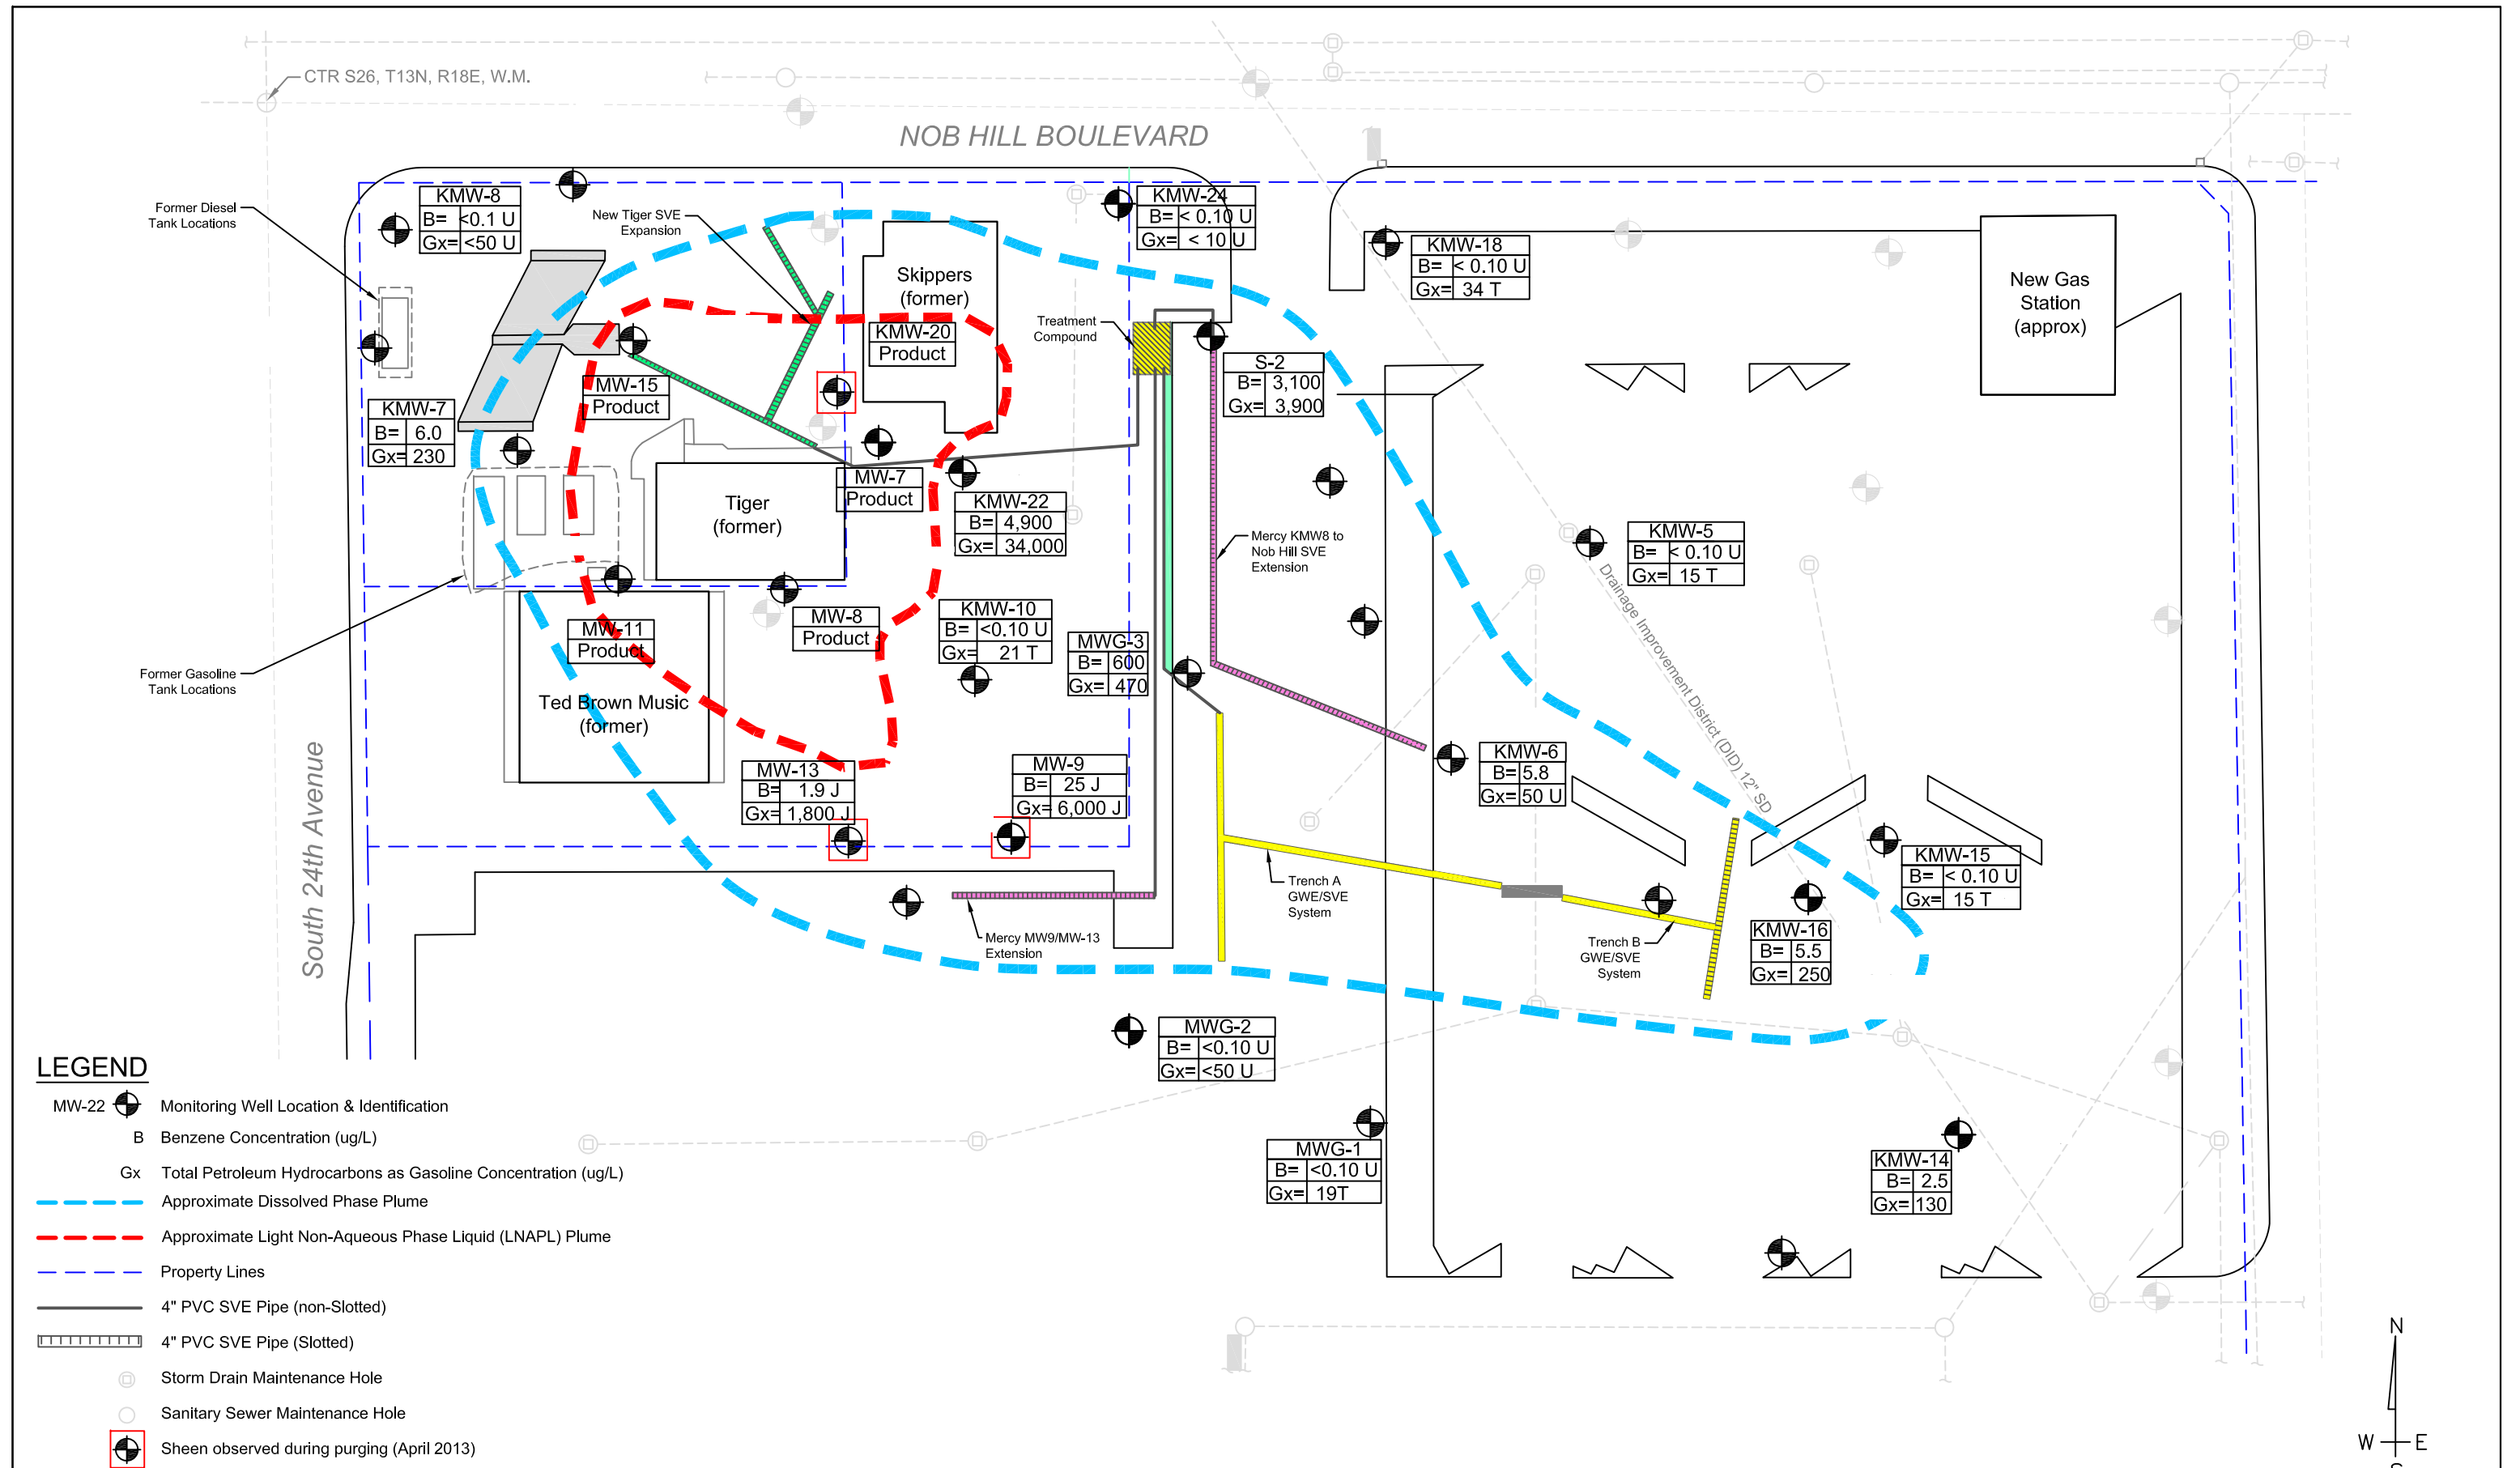 CTR S26, T13N, R18E, W.M.
NOB HILL BOULEVARD
Former Diesel
Tank Locations
KMW-8
B= <0.1 U
Gx= <50 U
New Tiger SVE
Expansion
KMW-24
B= < 0.10 U
Gx= < 10 U
KMW-18
B= < 0.10 U
Gx= 34 T
Skippers
(former)
New Gas
Station
(approx)
KMW-20
Product
Treatment
Compound
S-2
B= 3,100
Gx= 3,900
MW-15
Product
KMW-7
B= 6.0
Gx= 230
MW-7
Product
Tiger
(former)
KMW-22
B= 4,900
Gx= 34,000
Mercy KMW8 to
Nob Hill SVE
Extension
KMW-5
B= < 0.10 U
Gx= 15 T
Drainage Improvement District (DID) 12" SD
MW-11
Product
MW-8
Product
KMW-10
B= <0.10 U
Gx= 21 T
MWG-3
B= 600
Gx= 470
Former Gasoline
Tank Locations
Ted Brown Music
(former)
South 24th Avenue
MW-13
B= 1.9 J
Gx= 1,800 J
MW-9
B= 25 J
Gx= 6,000 J
KMW-6
B= 5.8
Gx= 50 U
KMW-15
B= < 0.10 U
Gx= 15 T
Trench A
GWE/SVE
System
Mercy MW9/MW-13
Extension
Trench B
GWE/SVE
System
KMW-16
B= 5.5
Gx= 250
MWG-2
B= <0.10 U
Gx= <50 U
MWG-1
B= <0.10 U
Gx= 19T
KMW-14
B= 2.5
Gx= 130
LEGEND
MW-22 Monitoring Well Location & Identification
B Benzene Concentration (ug/L)
Gx Total Petroleum Hydrocarbons as Gasoline Concentration (ug/L)
Approximate Dissolved Phase Plume
Approximate Light Non-Aqueous Phase Liquid (LNAPL) Plume
Property Lines
4" PVC SVE Pipe (non-Slotted)
4" PVC SVE Pipe (Slotted)
Storm Drain Maintenance Hole
Sanitary Sewer Maintenance Hole
Sheen observed during purging (April 2013)
N
W E
S